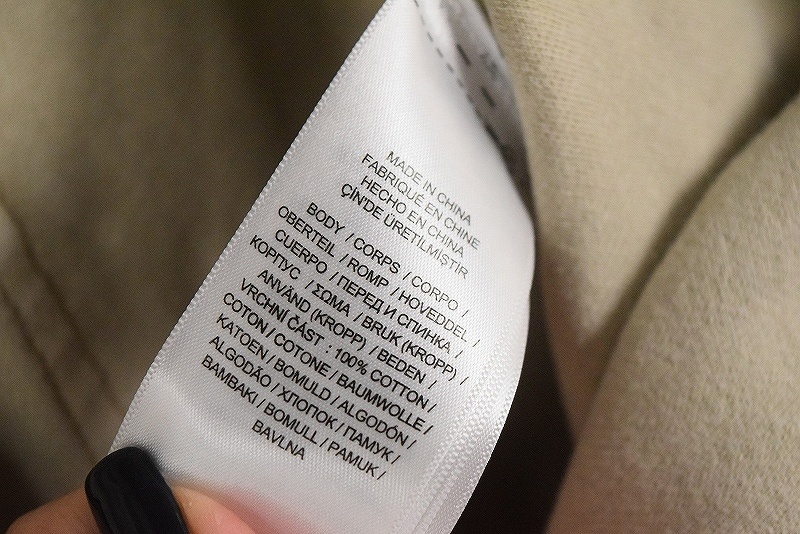 MADE IN CHINA
FABRIQUÉ EN CHINE
HECHO EN CHINA
ÇİNDE ÜRETİLMİŞTİR
BODY / CORPS / CORPO /
OBERTEIL / ROMP / HOVEDDEL /
CUERPO / ПЕРЕД И СПИНКА /
КОРПУС / ΣΩΜΑ / BRUK (KROPP) /
ANVÄND (KROPP) / BEDEN /
VRCHNÍ ČÁST : 100% COTTON /
COTON / COTONE / BAUMWOLLE /
KATOEN / BOMULD / ALGODÓN /
ALGODÃO / ХЛОПОК / ПАМУК /
BAMBAKI / BOMULL / PAMUK /
BAVLNA